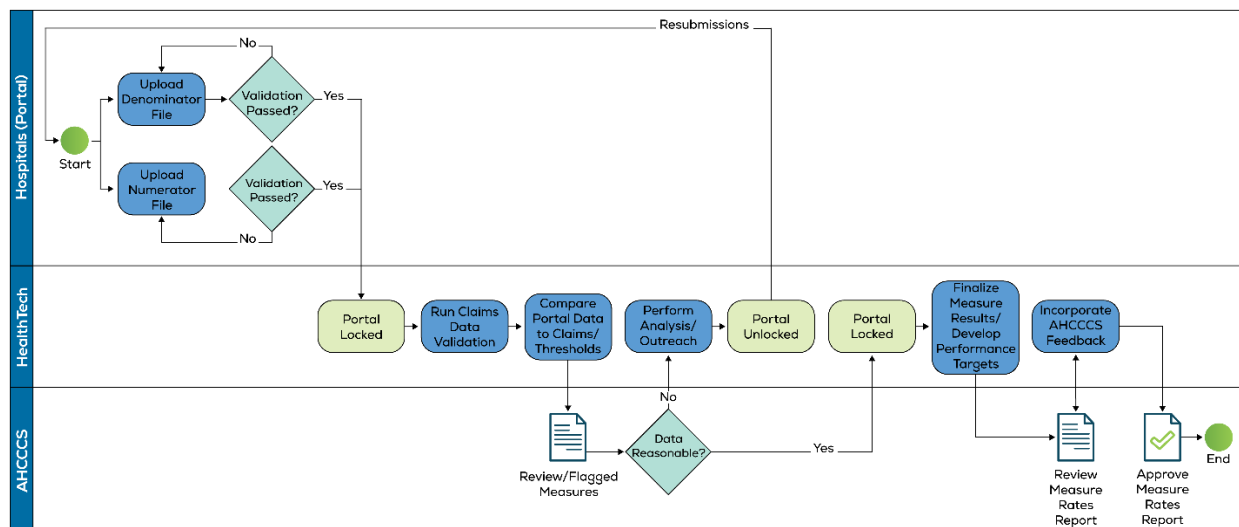 Hospitals (Portal)
Resubmissions
No
Upload
Denominator
File
Validation
Passed?
Yes
Start
Upload
Numerator
File
Validation
Passed?
Yes
No
HealthTech
Portal
Locked
Run Claims
Data
Validation
Compare
Portal Data
to Claims/
Thresholds
Perform
Analysis/
Outreach
Portal
Unlocked
Portal
Locked
Finalize
Measure
Results/
Develop
Performance
Targets
Incorporate
AHCCCS
Feedback
AHCCCS
Review/Flagged
Measures
No
Data
Reasonable?
Yes
Review
Measure
Rates
Report
Approve
Measure
Rates
Report
End